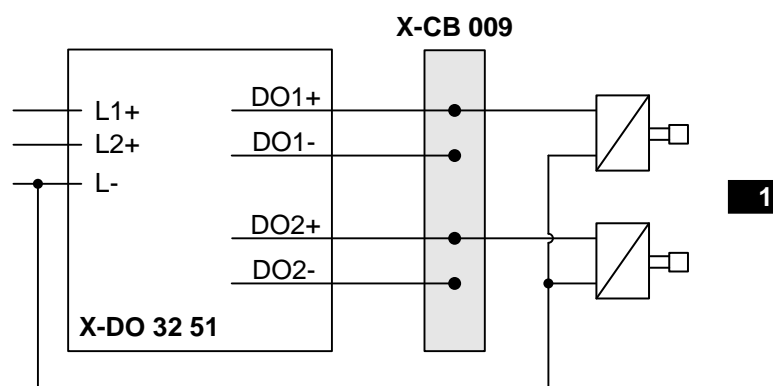 X-CB 009
L1+
L2+
L-
DO1+
DO1-
DO2+
DO2-
X-DO 32 51
1